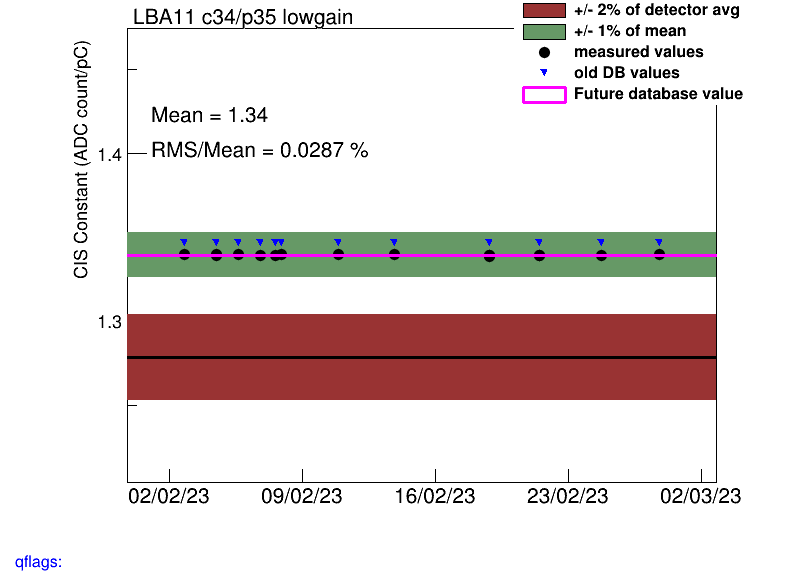 LBA11 c34/p35 lowgain
+/- 2% of detector avg
+/- 1% of mean
measured values
old DB values
Future database value
CIS Constant (ADC count/pC)
Mean = 1.34
RMS/Mean = 0.0287 %
1.4
1.3
02/02/23 09/02/23 16/02/23 23/02/23 02/03/23
qflags: